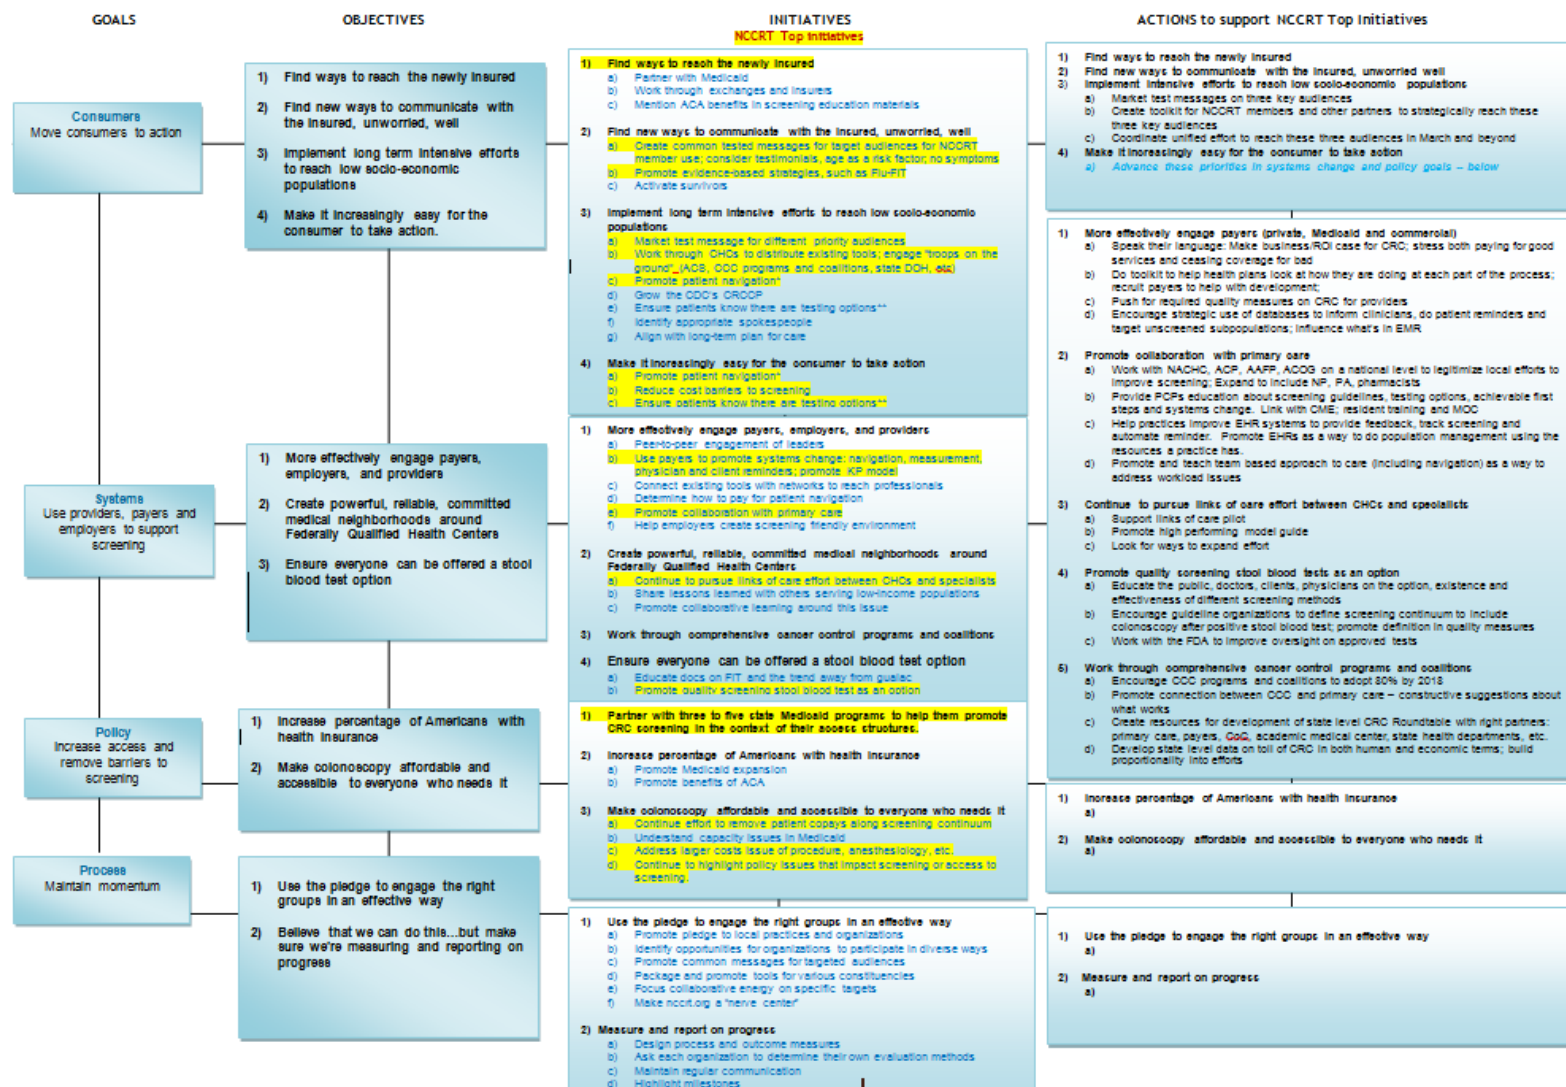 GOALS
OBJECTIVES
INITIATIVES
NCCRT Top Initiatives
ACTIONS to support NCCRT Top Initiatives
Consumers
Move consumers to action
1) Find ways to reach the newly insured
2) Find new ways to communicate with
the insured, unworried, well
3) Implement long term intensive efforts
to reach low socio-economic
populations
4) Make it increasingly easy for the
consumer to take action.
1) Find ways to reach the newly insured
a) Partner with Medicaid
b) Work through exchanges and insurers
c) Mention ACA benefits in screening education materials
2) Find new ways to communicate with the insured, unworried, well
a) Create common tested messages for target audiences for NCCRT
member use; consider testimonials, age as a risk factor; no symptoms
b) Promote evidence-based strategies, such as Flu-FIT
c) Activate survivors
3) Implement long term intensive efforts to reach low socio-economic
populations
a) Market test message for different priority audiences
b) Work through CHCs to distribute existing tools; engage "troops on the
ground" (ACS, CCC programs and coalitions, state DOH, etc)
c) Promote patient navigation*
d) Grow the CDC's CRCCP
e) Ensure patients know there are testing options**
f) Identify appropriate spokespeople
g) Align with long-term plan for care
4) Make it increasingly easy for the consumer to take action
a) Promote patient navigation*
b) Reduce cost barriers to screening
c) Ensure patients know there are testing options**
1) Find ways to reach the newly insured
2) Find new ways to communicate with the insured, unworried well
3) Implement intensive efforts to reach low socio-economic populations
a) Market test messages on three key audiences
b) Create toolkit for NCCRT members and other partners to strategically reach these
three key audiences
c) Coordinate unified effort to reach these three audiences in March and beyond
4) Make it increasingly easy for the consumer to take action
a) Advance these priorities in systems change and policy goals – below
Systems
Use providers, payers and
employers to support
screening
1) More effectively engage payers,
employers, and providers
2) Create powerful, reliable, committed
medical neighborhoods around
Federally Qualified Health Centers
3) Ensure everyone can be offered a stool
blood test option
1) More effectively engage payers, employers, and providers
a) Peer-to-peer engagement of leaders
b) Use payers to promote systems change: navigation, measurement,
physician and client reminders; promote KP model
c) Connect existing tools with networks to reach professionals
d) Determine how to pay for patient navigation
e) Promote collaboration with primary care
f) Help employers create screening friendly environment
2) Create powerful, reliable, committed medical neighborhoods around
Federally Qualified Health Centers
a) Continue to pursue links of care effort between CHCs and specialists
b) Share lessons learned with others serving low-income populations
c) Promote collaborative learning around this issue
3) Work through comprehensive cancer control programs and coalitions
4) Ensure everyone can be offered a stool blood test option
a) Educate docs on FIT and the trend away from guaiac
b) Promote quality screening stool blood test as an option
1) More effectively engage payers (private, Medicaid and commercial)
a) Speak their language: Make business/ROI case for CRC; stress both paying for good
services and ceasing coverage for bad
b) Do toolkit to help health plans look at how they are doing at each part of the process;
recruit payers to help with development;
c) Push for required quality measures on CRC for providers
d) Encourage strategic use of databases to inform clinicians, do patient reminders and
target unscreened subpopulations; influence what's in EMR
2) Promote collaboration with primary care
a) Work with NACHC, ACP, AAFP, ACOG on a national level to legitimize local efforts to
improve screening; Expand to include NP, PA, pharmacists
b) Provide PCPs education about screening guidelines, testing options, achievable first
steps and systems change. Link with CME; resident training and MOC
c) Help practices improve EHR systems to provide feedback, track screening and
automate reminder. Promote EHRs as a way to do population management using the
resources a practice has.
d) Promote and teach team based approach to care (including navigation) as a way to
address workload issues
3) Continue to pursue links of care effort between CHCs and specialists
a) Support links of care pilot
b) Promote high performing model guide
c) Look for ways to expand effort
4) Promote quality screening stool blood tests as an option
a) Educate the public, doctors, clients, physicians on the option, existence and
effectiveness of different screening methods
b) Encourage guideline organizations to define screening continuum to include
colonoscopy after positive stool blood test; promote definition in quality measures
c) Work with the FDA to improve oversight on approved tests
5) Work through comprehensive cancer control programs and coalitions
a) Encourage CCC programs and coalitions to adopt 80% by 2018
b) Promote connection between CCC and primary care – constructive suggestions about
what works
c) Create resources for development of state level CRC Roundtable with right partners:
primary care, payers, CoC, academic medical center, state health departments, etc.
d) Develop state level data on toll of CRC in both human and economic terms; build
proportionality into efforts
Policy
Increase access and
remove barriers to
screening
1) Increase percentage of Americans with
health insurance
2) Make colonoscopy affordable and
accessible to everyone who needs it
1) Partner with three to five state Medicaid programs to help them promote
CRC screening in the context of their access structures.
2) Increase percentage of Americans with health insurance
a) Promote Medicaid expansion
b) Promote benefits of ACA
3) Make colonoscopy affordable and accessible to everyone who needs it
a) Continue effort to remove patient copays along screening continuum
b) Understand capacity issues in Medicaid
c) Address larger costs issue of procedure, anesthesiology, etc.
d) Continue to highlight policy issues that impact screening or access to
screening.
1) Increase percentage of Americans with health insurance
a)
2) Make colonoscopy affordable and accessible to everyone who needs it
a)
Process
Maintain momentum
1) Use the pledge to engage the right
groups in an effective way
2) Believe that we can do this...but make
sure we're measuring and reporting on
progress
1) Use the pledge to engage the right groups in an effective way
a) Promote pledge to local practices and organizations
b) Identify opportunities for organizations to participate in diverse ways
c) Promote common messages for targeted audiences
d) Package and promote tools for various constituencies
e) Focus collaborative energy on specific targets
f) Make nccrt.org a "nerve center"
2) Measure and report on progress
a) Design process and outcome measures
b) Ask each organization to determine their own evaluation methods
c) Maintain regular communication
d) Highlight milestones
1) Use the pledge to engage the right groups in an effective way
a)
2) Measure and report on progress
a)